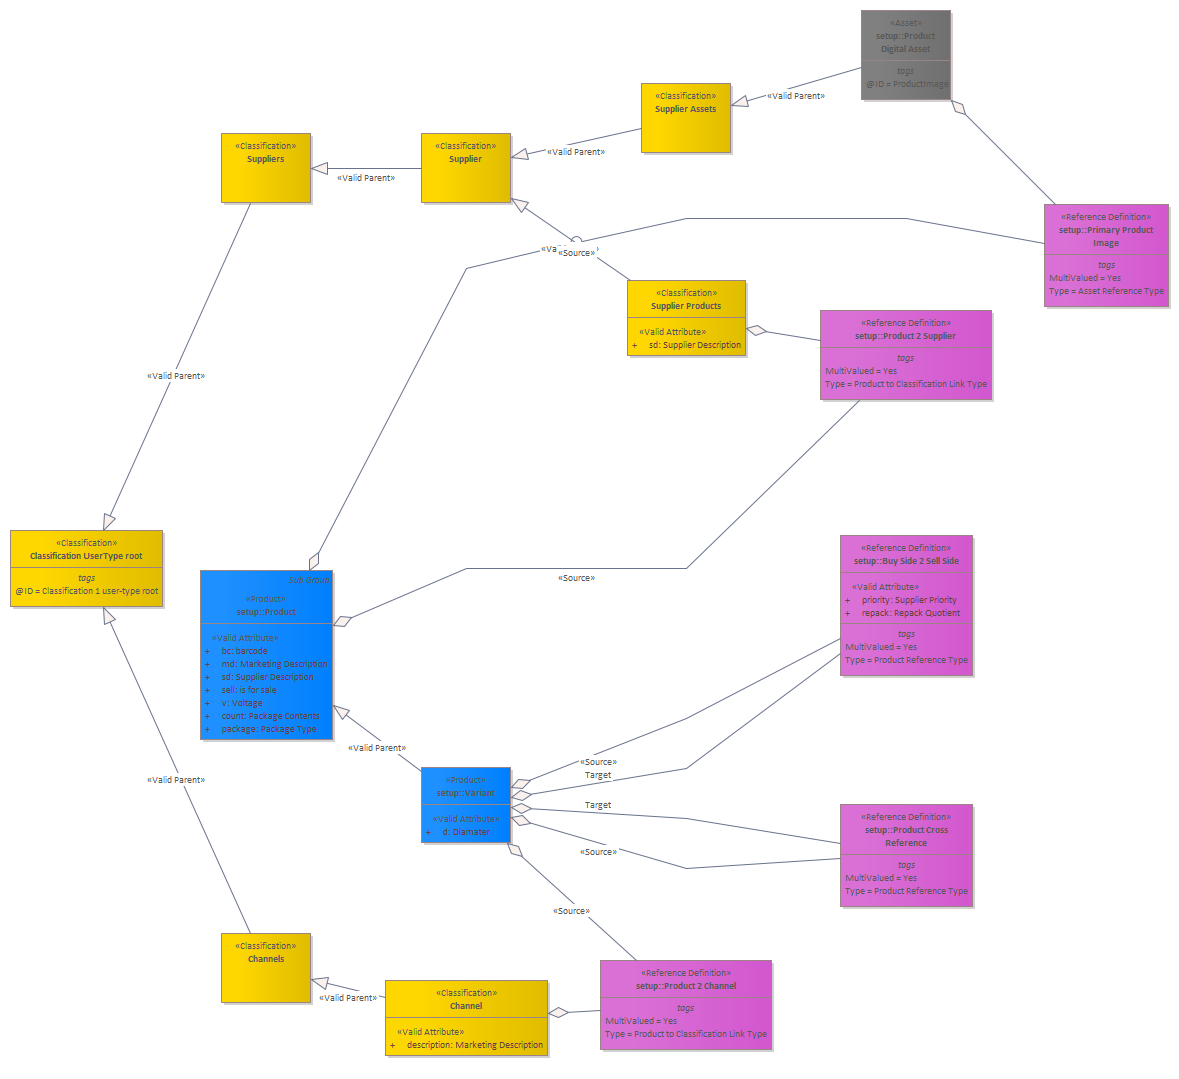 «Asset»
setup::Product
Digital Asset
tags
@ID = ProductImage
«Classification»
Supplier Assets
«Valid Parent»
«Classification»
Suppliers
«Classification»
Supplier
«Valid Parent»
«Valid Parent»
«Reference Definition»
setup::Primary Product
Image
tags
MultiValued = Yes
Type = Asset Reference Type
«Source»
«Classification»
Supplier Products
«Valid Attribute»
+ sd: Supplier Description
«Reference Definition»
setup::Product 2 Supplier
tags
MultiValued = Yes
Type = Product to Classification Link Type
«Valid Parent»
«Classification»
Classification UserType root
tags
@ID = Classification 1 user-type root
Sub Group
«Product»
setup::Product
«Valid Attribute»
+ bc: barcode
+ md: Marketing Description
+ sd: Supplier Description
+ sell: is for sale
+ v: Voltage
+ count: Package Contents
+ package: Package Type
«Source»
«Reference Definition»
setup::Buy Side 2 Sell Side
«Valid Attribute»
+ priority: Supplier Priority
+ repack: Repack Quotient
tags
MultiValued = Yes
Type = Product Reference Type
«Valid Parent»
«Source»
Target
«Valid Parent»
«Product»
setup::Variant
«Valid Attribute»
+ d: Diamater
Target
«Source»
«Reference Definition»
setup::Product Cross
Reference
tags
MultiValued = Yes
Type = Product Reference Type
«Source»
«Classification»
Channels
«Valid Parent»
«Classification»
Channel
«Valid Attribute»
+ description: Marketing Description
«Reference Definition»
setup::Product 2 Channel
tags
MultiValued = Yes
Type = Product to Classification Link Type